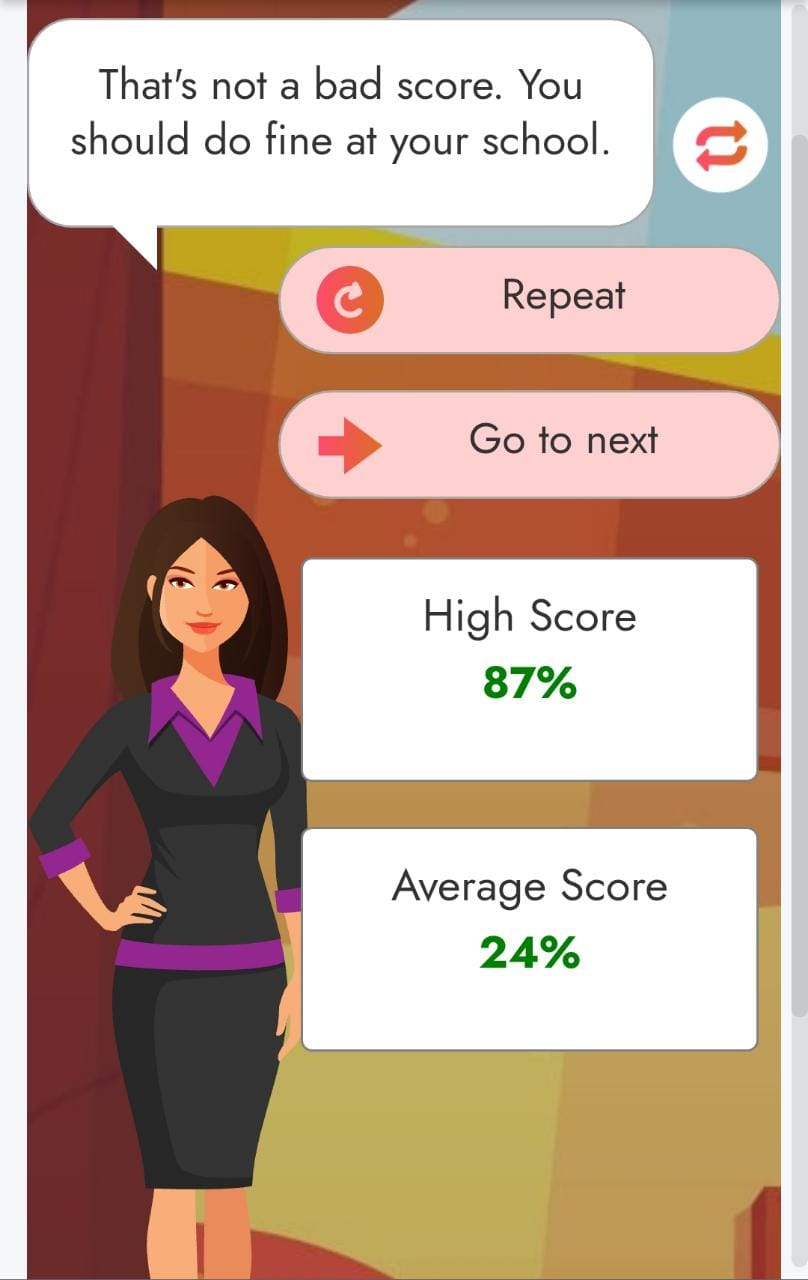 That's not a bad score. You
should do fine at your school.
Repeat
Go to next
High Score
87%
Average Score
24%